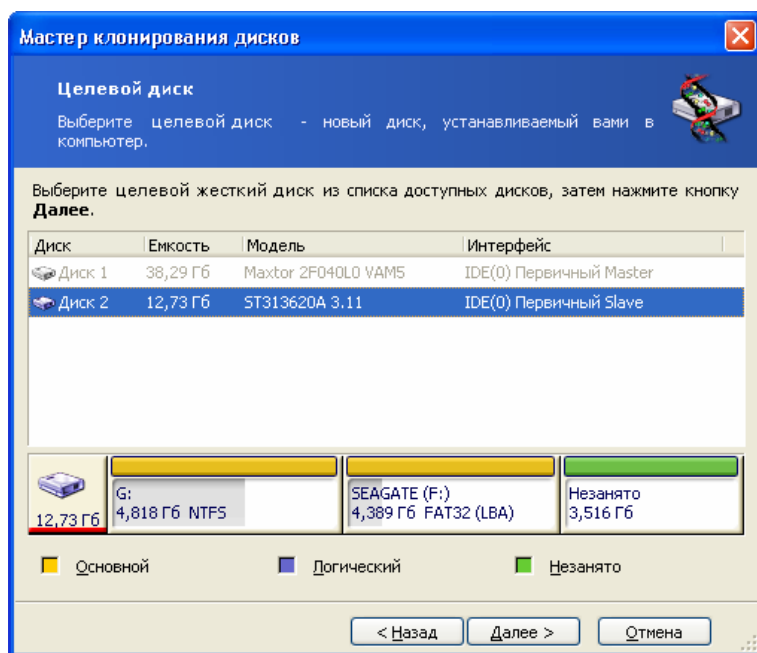 Мастер клонирования дисков
Целевой диск
Выберите целевой диск - новый диск, устанавливаемый вами в
компьютер.
Выберите целевой жесткий диск из списка доступных дисков, затем нажмите кнопку
Далее.
Диск Емкость Модель Интерфейс
Диск 1 38,29 Гб Maxtor 2F040L0 VAM5 IDE(0) Первичный Master
Диск 2 12,73 Гб ST313620A 3.11 IDE(0) Первичный Slave
G: SEAGATE (F:) Незанято
12,73 Гб 4,818 Гб NTFS 4,389 Гб FAT32 (LBA) 3,516 Гб
Основной Логический Незанято
< Назад Далее > Отмена